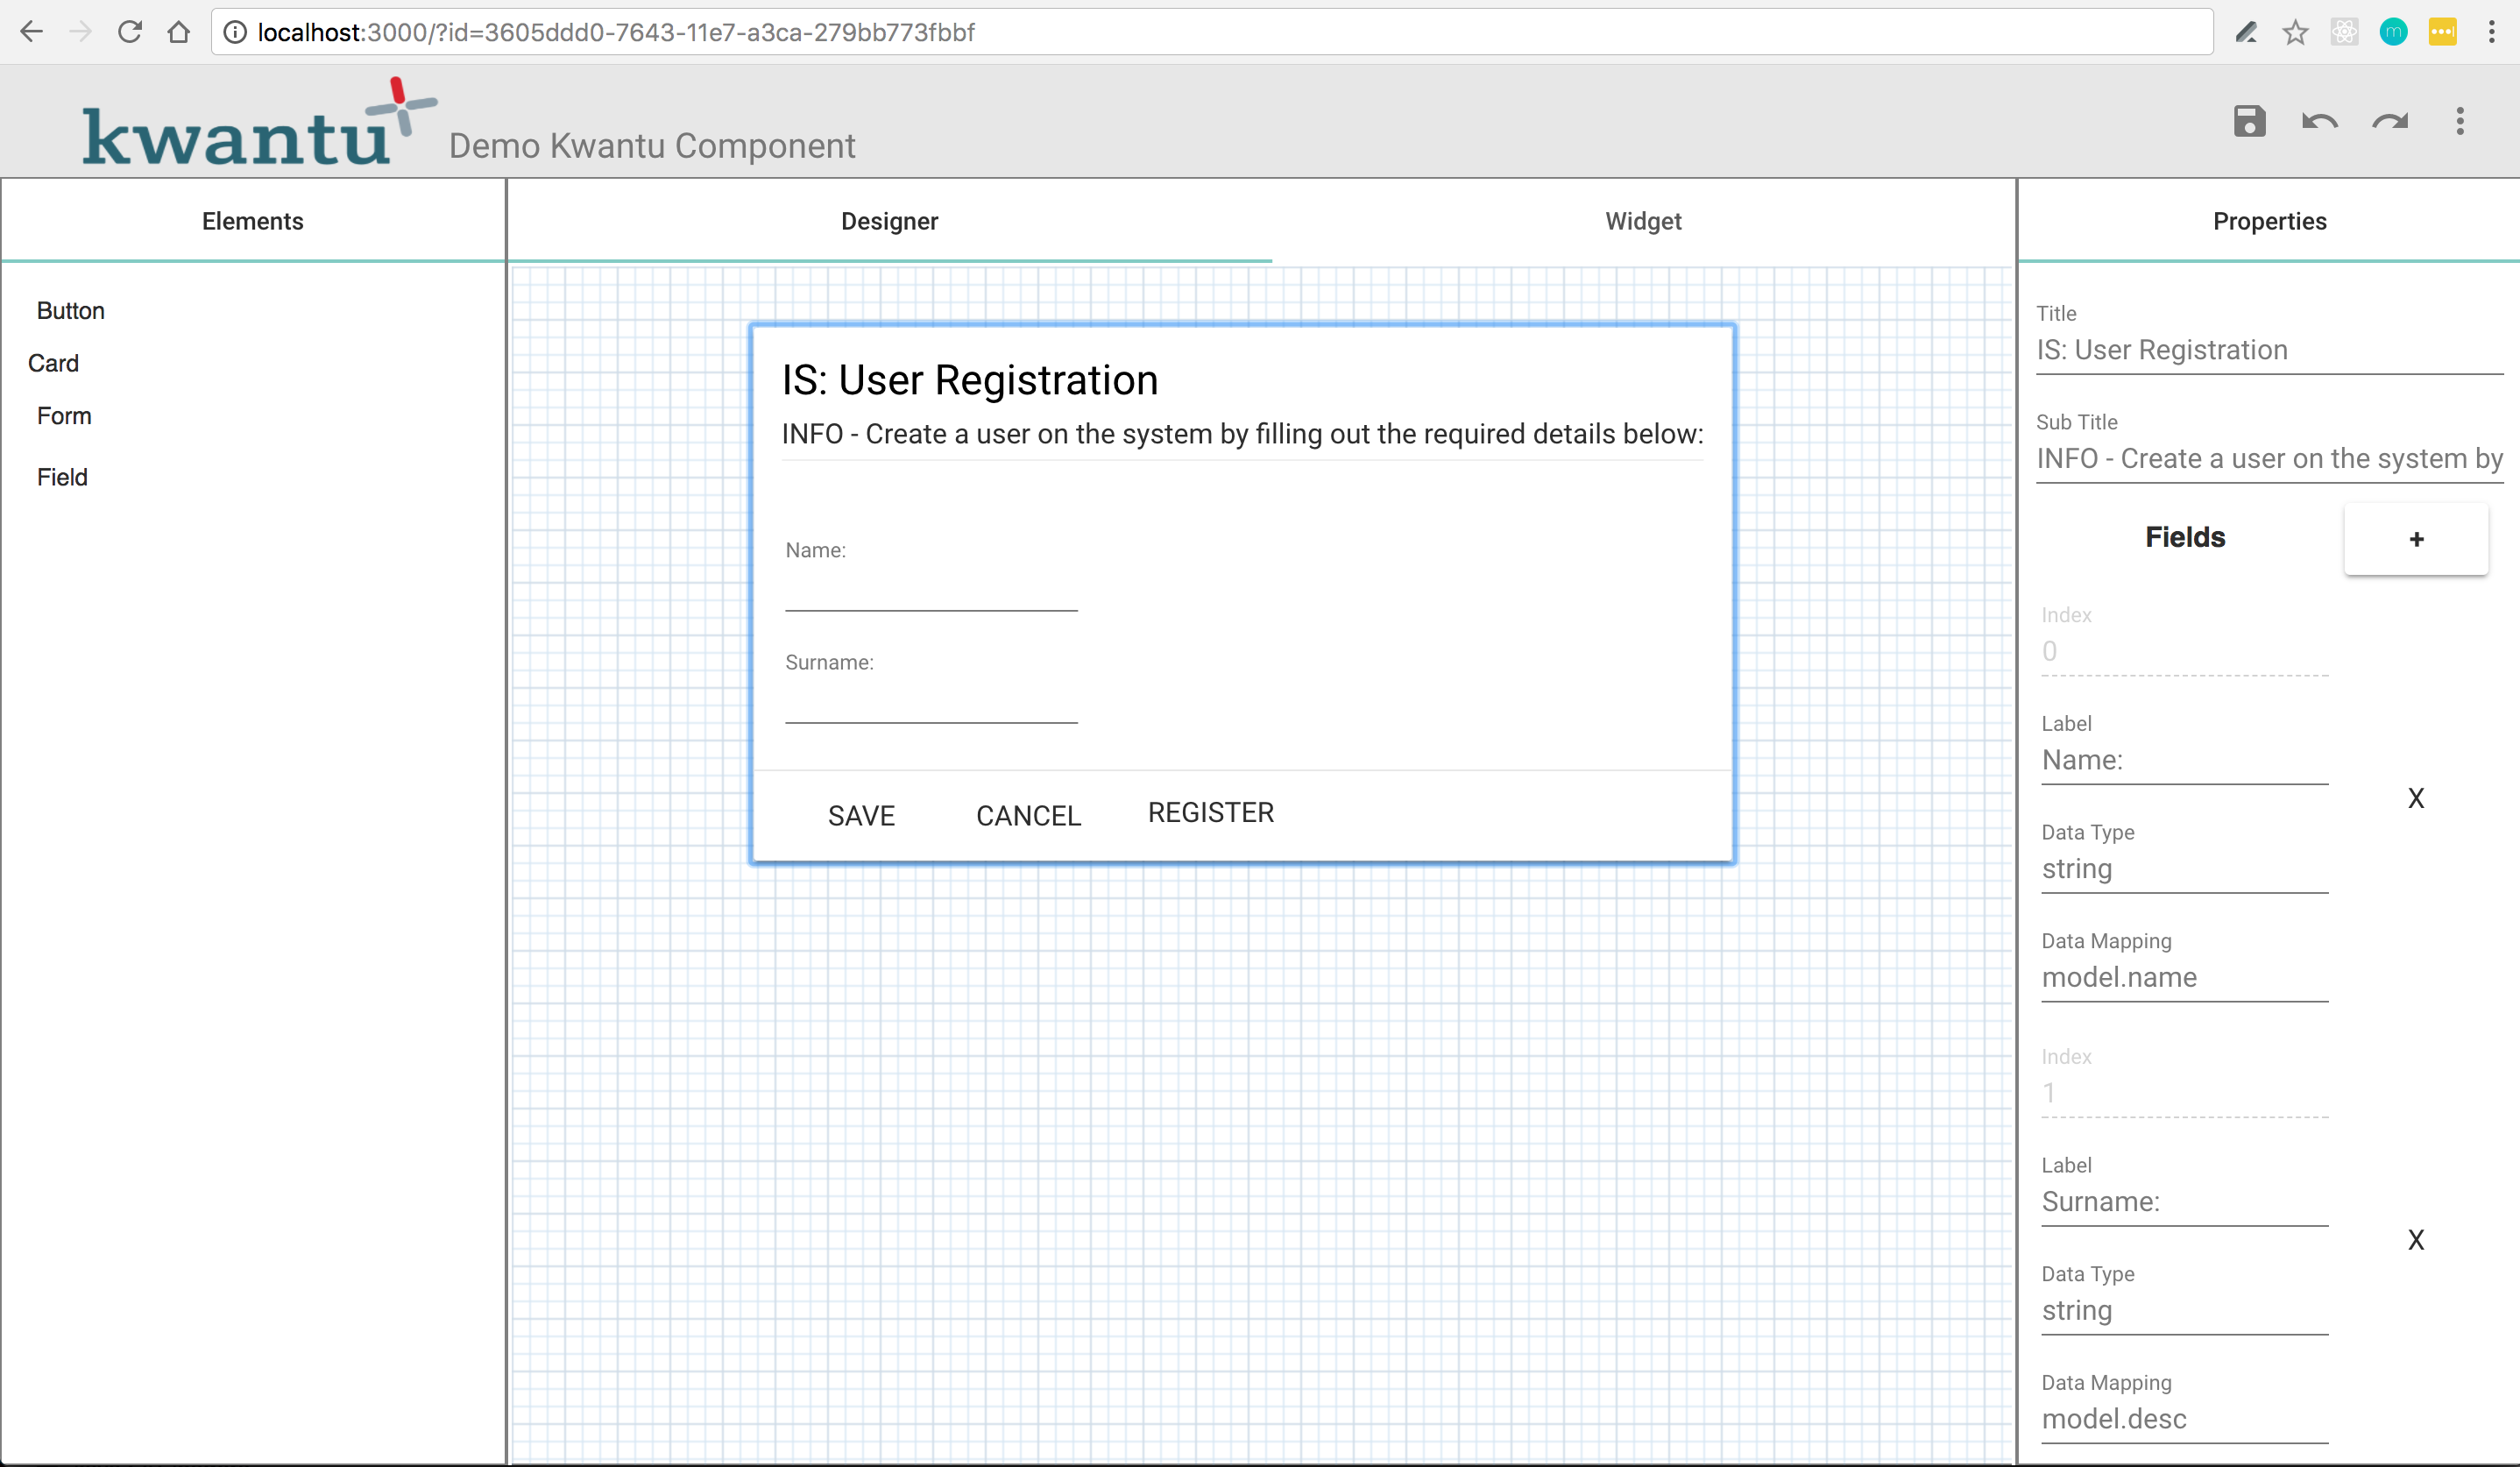 localhost:3000/?id=3605ddd0-7643-11e7-a3ca-279bb773fbbf
m
kwantu
Demo Kwantu Component
Elements
Designer
Widget
Properties
Button
Card
Form
Field
IS: User Registration
INFO - Create a user on the system by filling out the required details below:
Name:
Surname:
SAVE
CANCEL
REGISTER
Title
IS: User Registration
Sub Title
INFO - Create a user on the system by
Fields
+
Index
0
Label
Name:
X
Data Type
string
Data Mapping
model.name
Index
1
Label
Surname:
X
Data Type
string
Data Mapping
model.desc